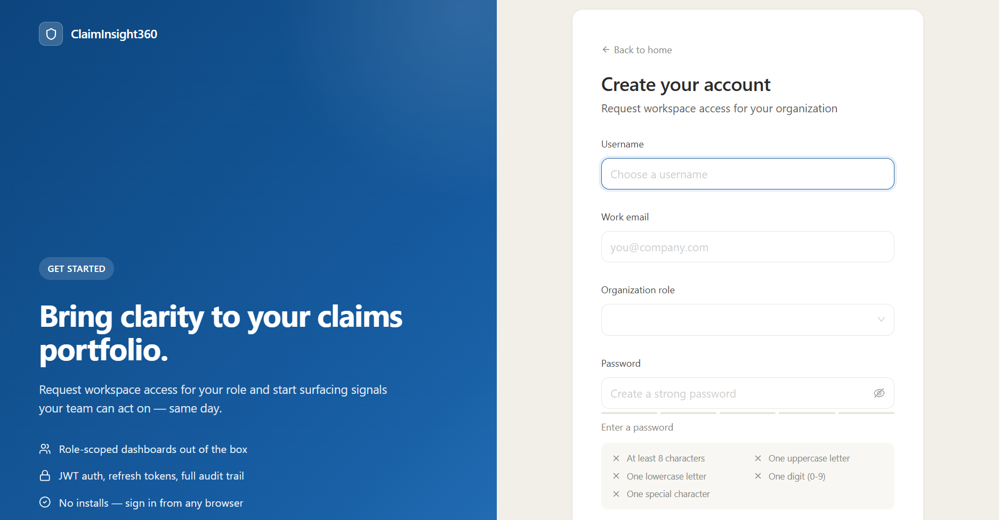 ClaimInsight360
GET STARTED
Bring clarity to your claims
portfolio.
Request workspace access for your role and start surfacing signals
your team can act on — same day.
Role-scoped dashboards out of the box
JWT auth, refresh tokens, full audit trail
No installs — sign in from any browser
Back to home
Create your account
Request workspace access for your organization
Username
Choose a username
Work email
you@company.com
Organization role
Password
Create a strong password
Enter a password
At least 8 characters
One uppercase letter
One lowercase letter
One digit (0-9)
One special character